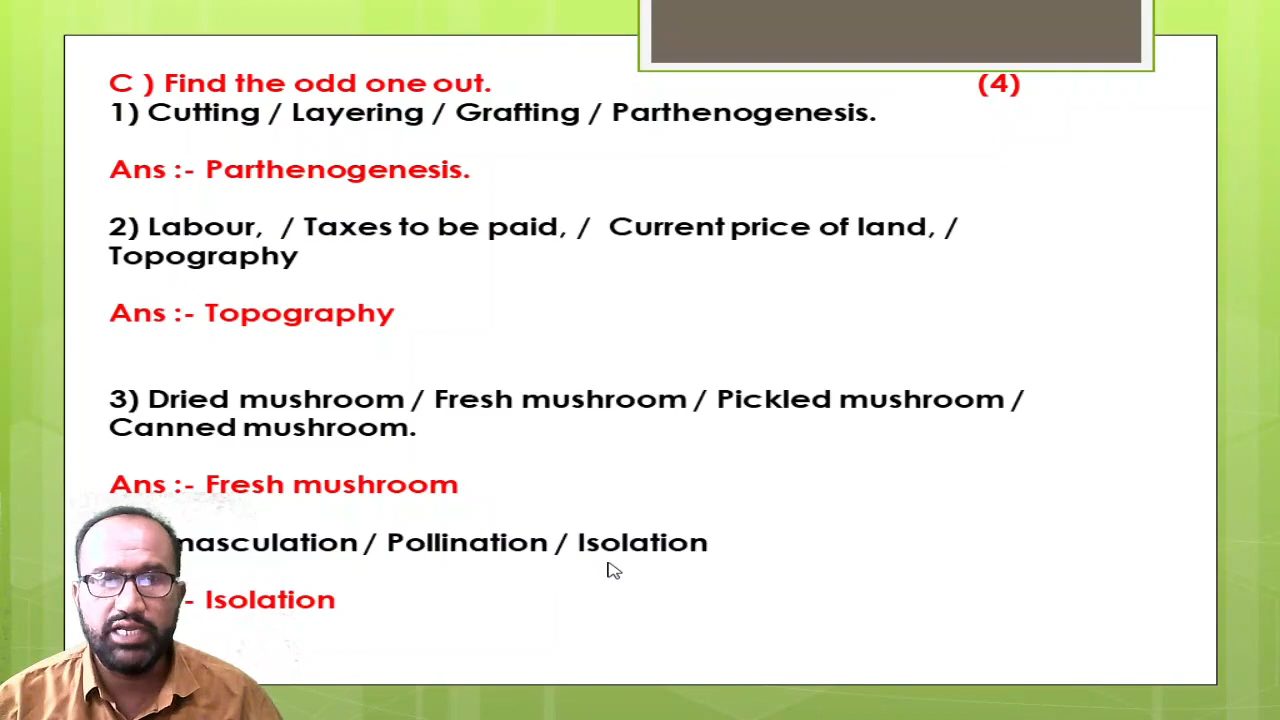 C ) Find the odd one out. (4)
1) Cutting / Layering / Grafting / Parthenogenesis.
Ans :- Parthenogenesis.
2) Labour, / Taxes to be paid, / Current price of land, /
Topography
Ans :- Topography
3) Dried mushroom / Fresh mushroom / Pickled mushroom /
Canned mushroom.
Ans :- Fresh mushroom
/ Pollination / Isolation
- Isolation